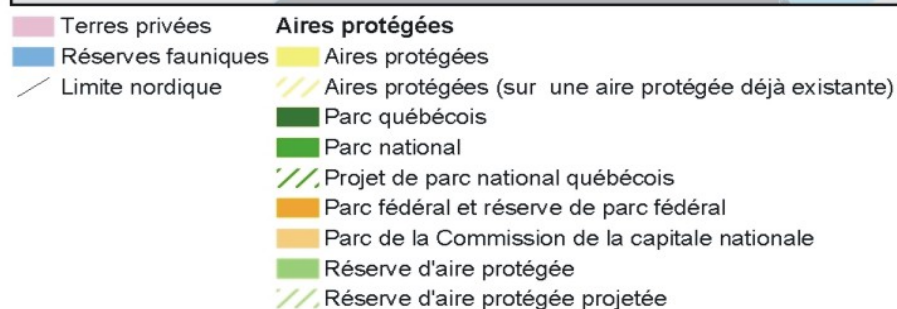 Terres privées
Réserves fauniques
Limite nordique
Aires protégées
Aires protégées
Aires protégées (sur une aire protégée déjà existante)
Parc québécois
Parc national
Projet de parc national québécois
Parc fédéral et réserve de parc fédéral
Parc de la Commission de la capitale nationale
Réserve d'aire protégée
Réserve d'aire protégée projetée